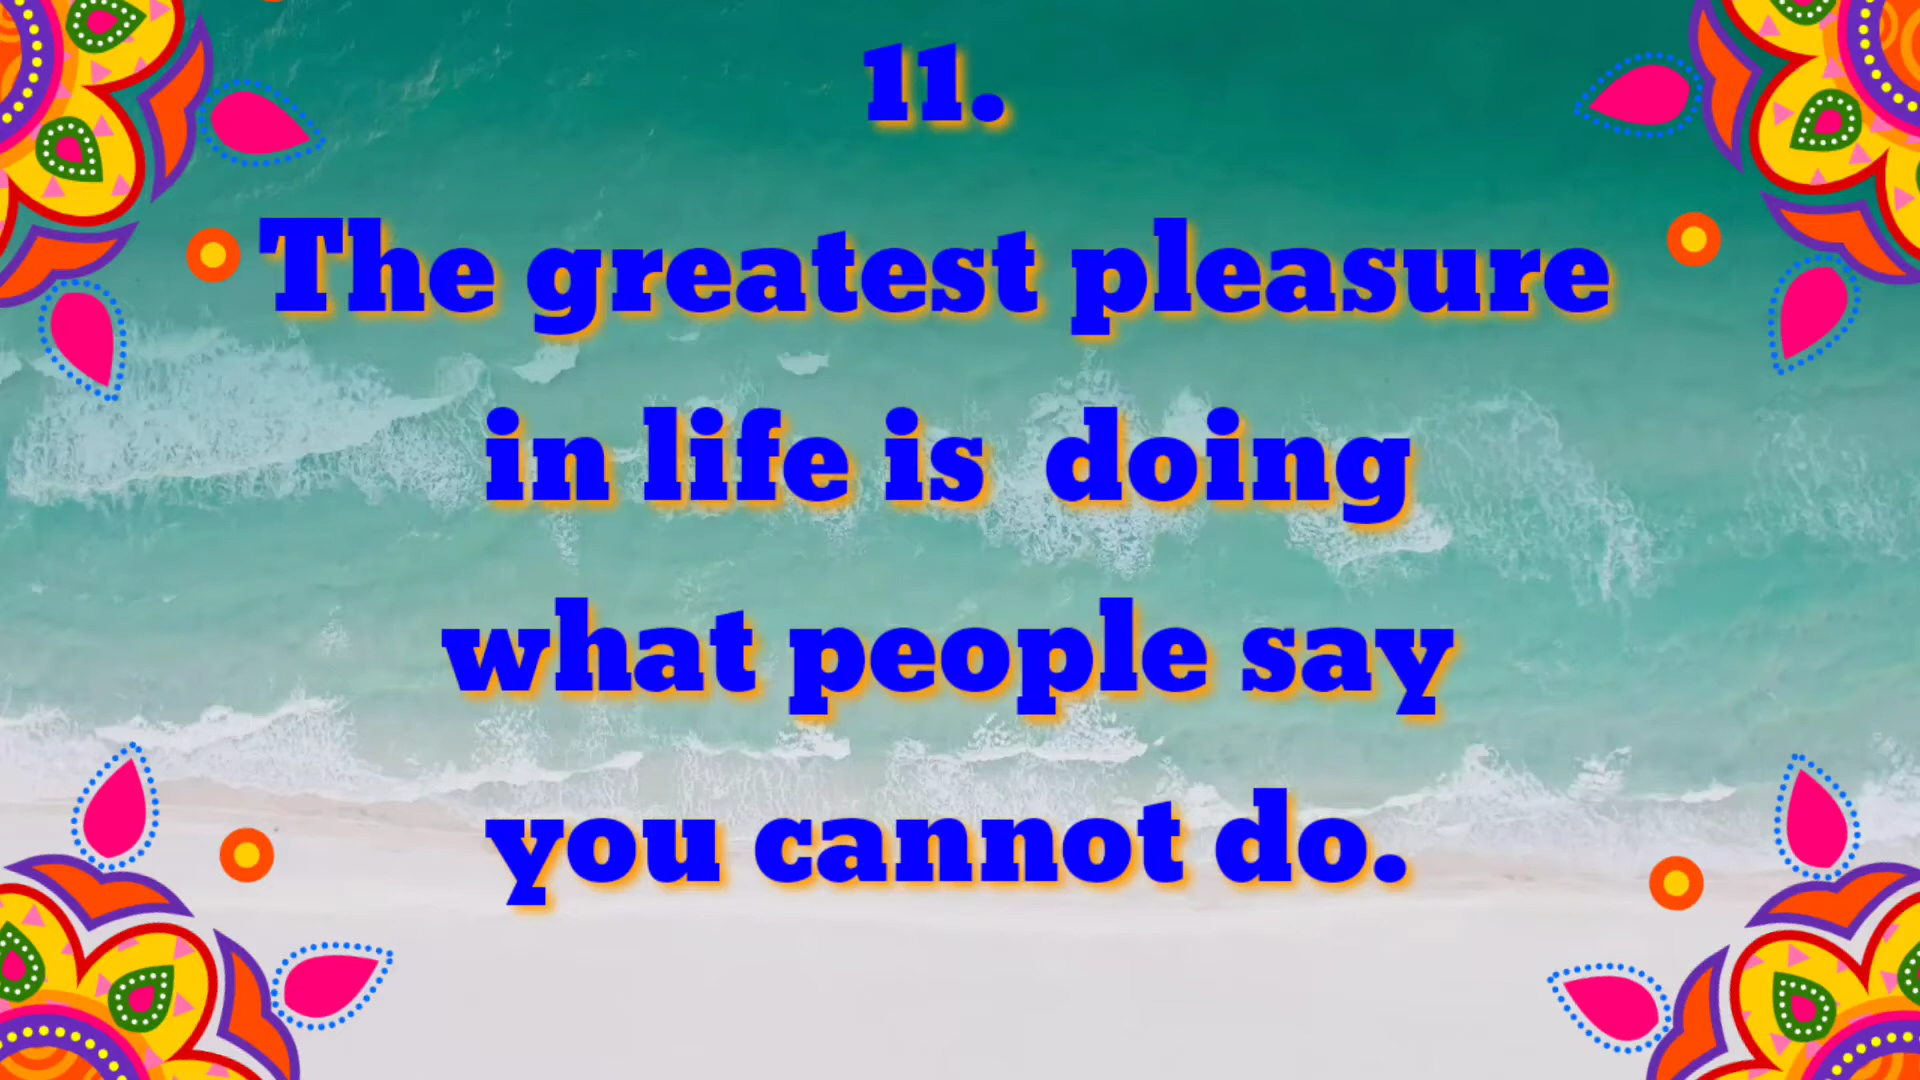 11.
The greatest pleasure
in life is  doing
what people say
you cannot do.